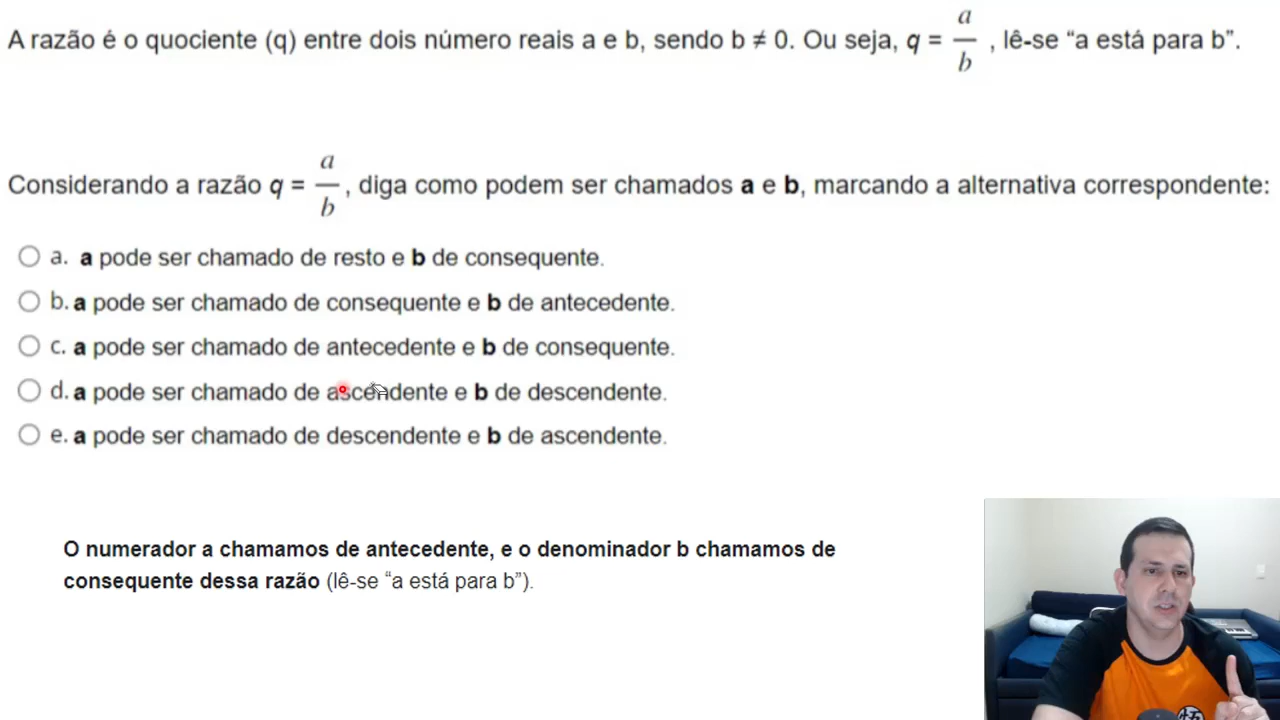 A razão é o quociente (q) entre dois número reais a e b, sendo b ≠ 0. Ou seja, q = a/b , lê-se “a está para b”.
Considerando a razão q = a/b , diga como podem ser chamados a e b, marcando a alternativa correspondente:
a. a pode ser chamado de resto e b de consequente.
b. a pode ser chamado de consequente e b de antecedente.
c. a pode ser chamado de antecedente e b de consequente.
d. a pode ser chamado de ascendente e b de descendente.
e. a pode ser chamado de descendente e b de ascendente.
O numerador a chamamos de antecedente, e o denominador b chamamos de
consequente dessa razão (lê-se “a está para b”).
悟